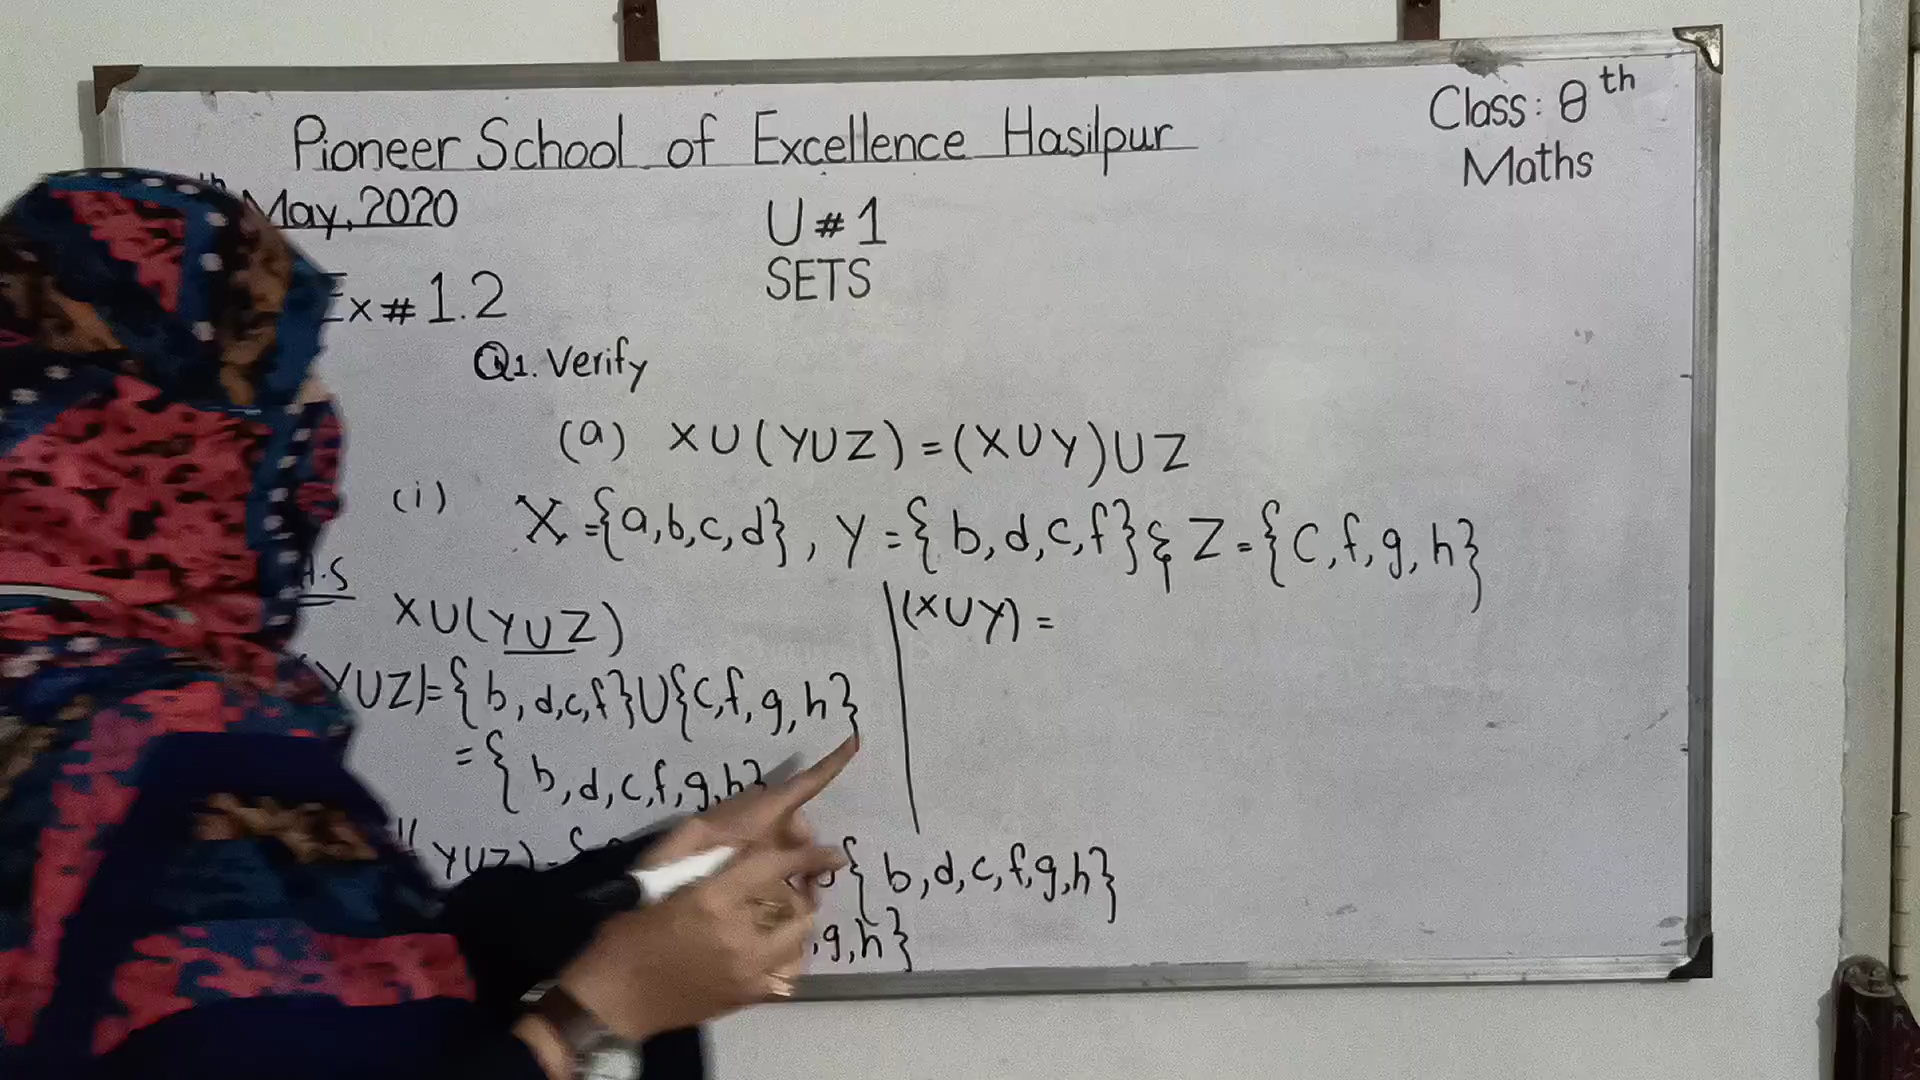 Pioneer School of Excellence Hasilpur
Class: 8th
Maths
May, 2020
U # 1
SETS
Ex # 1.2
Q1. Verify
(a) X∪(Y∪Z)=(X∪Y)∪Z
(i) X={a,b,c,d}, Y={b,d,c,f} & Z={C,f,g,h}
H.S
X∪(Y∪Z)
(Y∪Z)={b,d,c,f}∪{c,f,g,h}
={b,d,c,f,g,h}
(Y∪Z)={ ∪{b,d,c,f,g,h}
,g,h}
(X∪Y) =